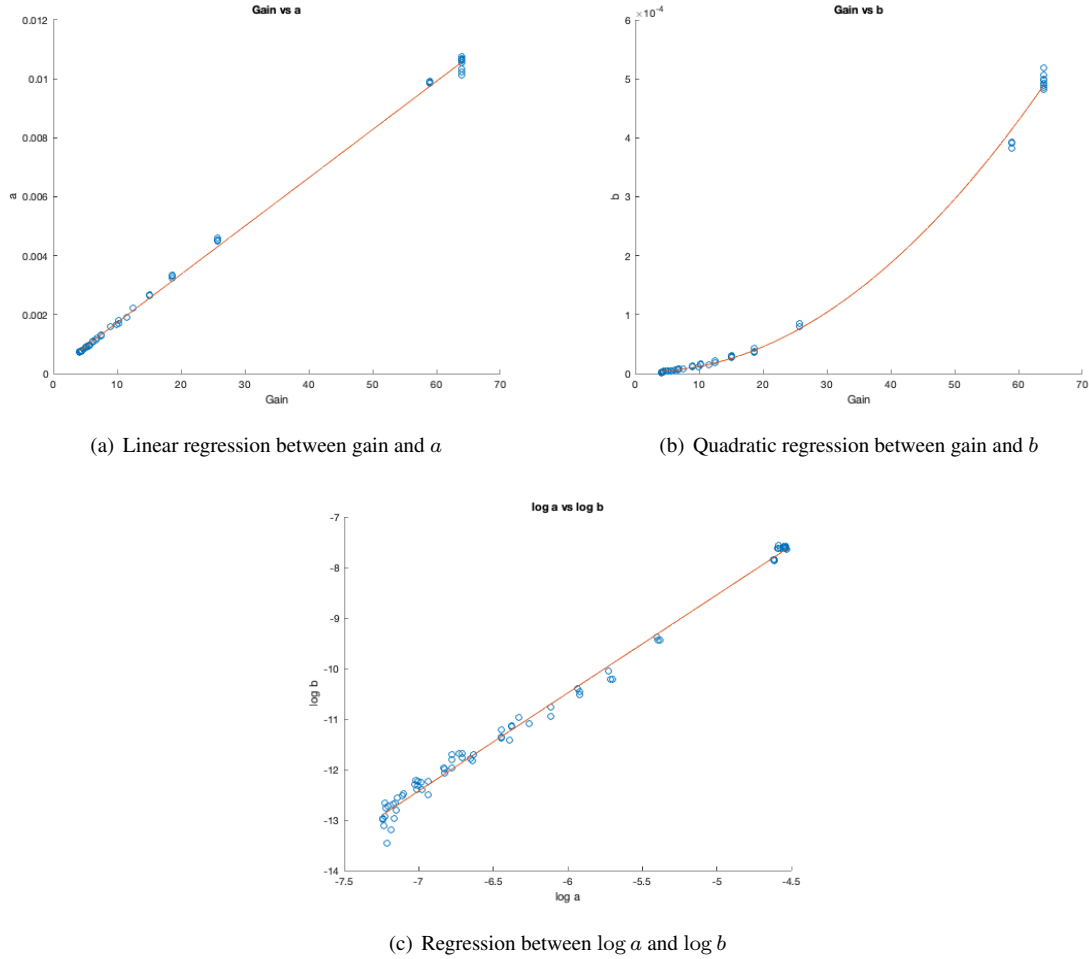 Gain vs a
0.012
0.01
0.008
0.006
0.004
0.002
0
a
0 10 20 30 40 50 60 70
Gain
(a) Linear regression between gain and a
Gain vs b
×10⁻⁴
6
5
4
3
2
1
0
b
0 10 20 30 40 50 60 70
Gain
(b) Quadratic regression between gain and b
log a vs log b
-7
-8
-9
-10
-11
-12
-13
-14
log b
-7.5 -7 -6.5 -6 -5.5 -5 -4.5
log a
(c) Regression between log a and log b